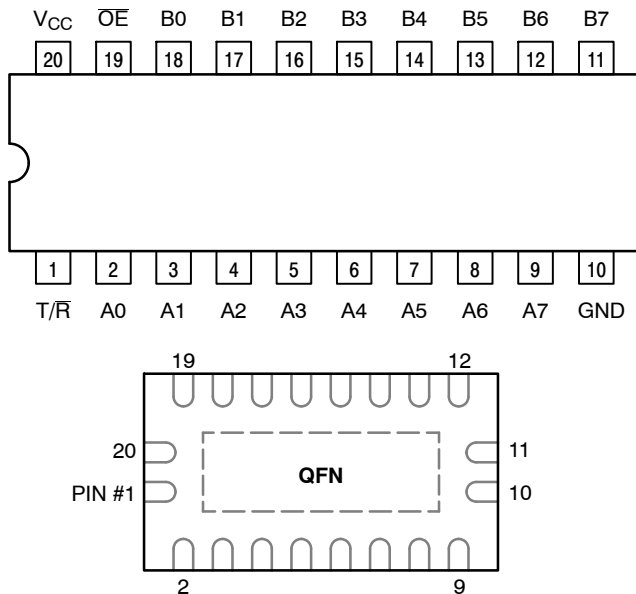 V_CC O̅E̅ B0 B1 B2 B3 B4 B5 B6 B7
20 19 18 17 16 15 14 13 12 11
1 2 3 4 5 6 7 8 9 10
T/R̅ A0 A1 A2 A3 A4 A5 A6 A7 GND
19 12
20 11
QFN
PIN #1 10
2 9